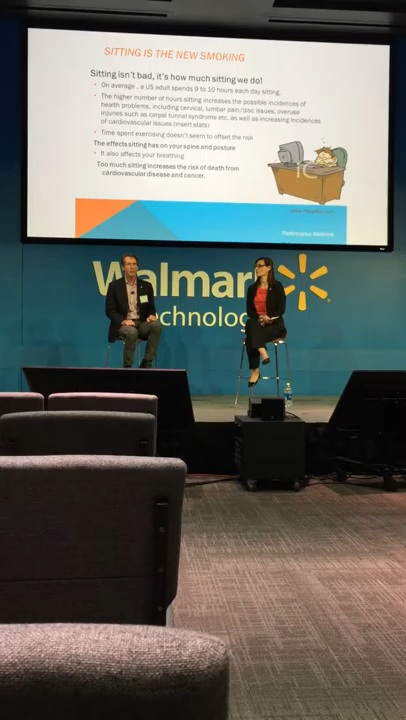 SITTING IS THE NEW SMOKING
Sitting isn't bad, it's how much sitting we do!
• On average , a US adult spends 9 to 10 hours each day sitting.
• The higher number of hours sitting increases the possible incidences of
health problems, including cervical, lumbar pain/disc issues, overuse
injuries such as carpal tunnel syndrome etc. as well as increasing incidences
of cardiovascular issues (insert stats)
• Time spent exercising doesn't seem to offset the risk
The effects sitting has on your spine and posture
• It also affects your breathing
Too much sitting increases the risk of death from
cardiovascular disease and cancer.
IC
Performance Medicine
Walmar
echnolog